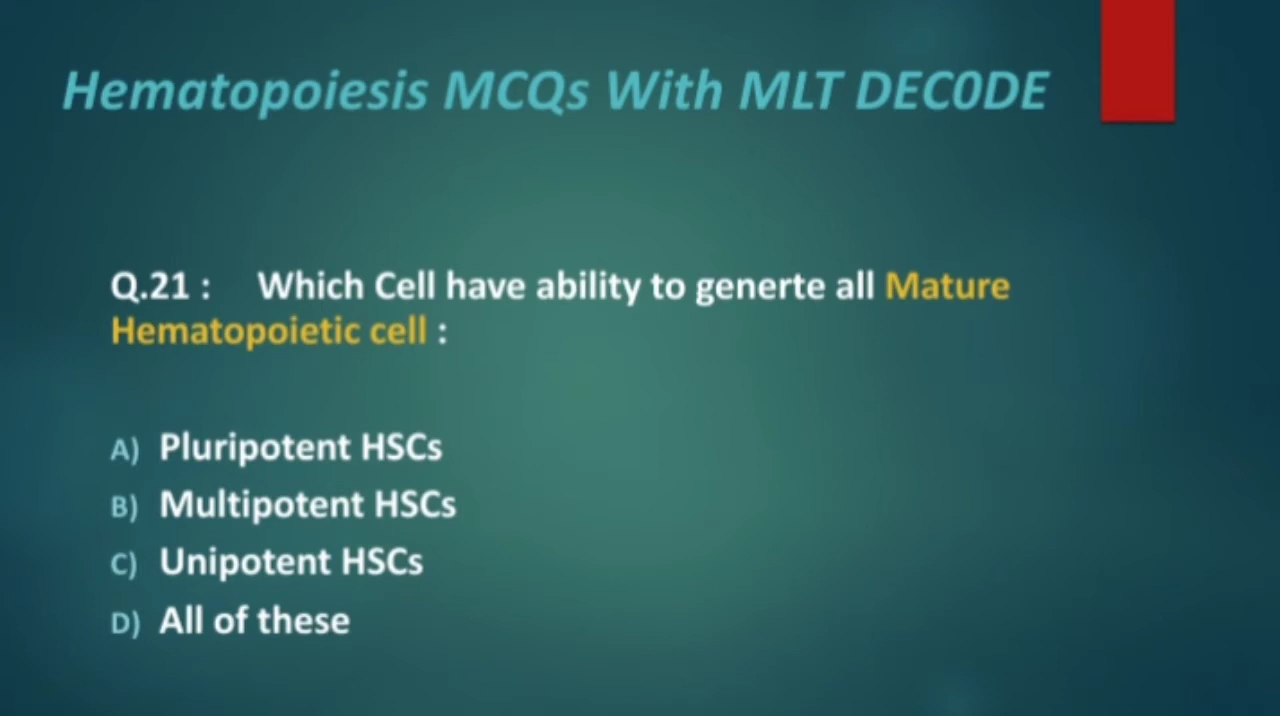 Hematopoiesis MCQs With MLT DEC0DE
Q.21 : Which Cell have ability to generte all Mature
Hematopoietic cell :
A) Pluripotent HSCs
B) Multipotent HSCs
C) Unipotent HSCs
D) All of these